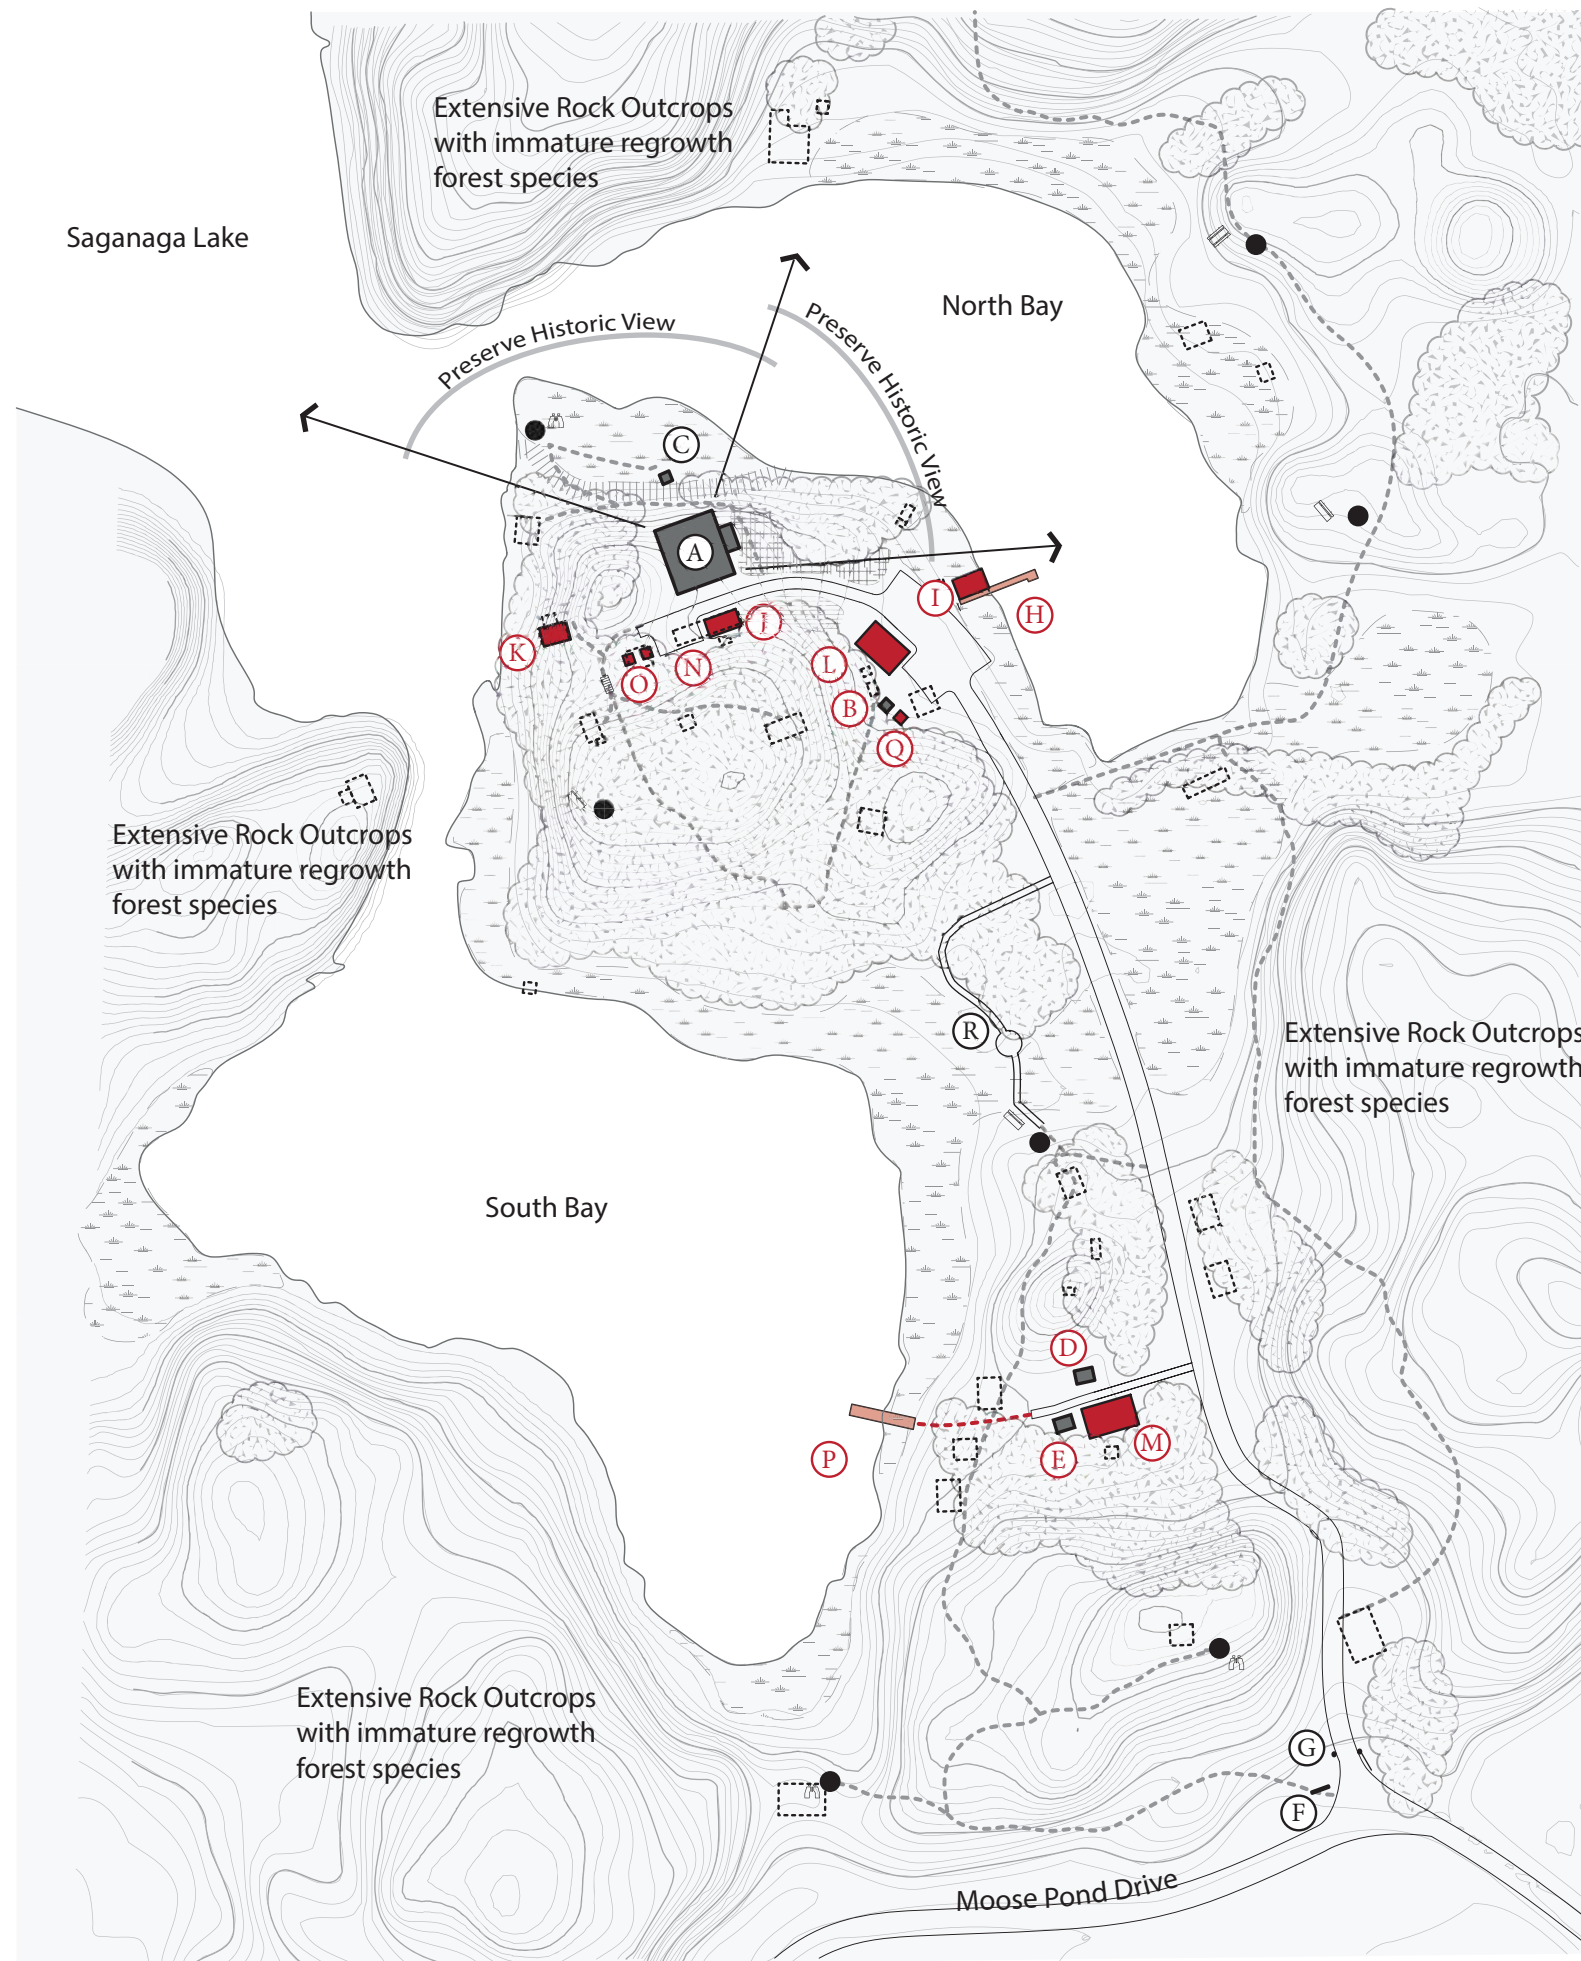 Extensive Rock Outcrops
with immature regrowth
forest species
Saganaga Lake
North Bay
Preserve Historic View
Preserve Historic View
C
A
I
H
J
K
L
N
O
B
Q
Extensive Rock Outcrops
with immature regrowth
forest species
R
Extensive Rock Outcrops
with immature regrowth
forest species
South Bay
D
P
E
M
Extensive Rock Outcrops
with immature regrowth
forest species
G
F
Moose Pond Drive